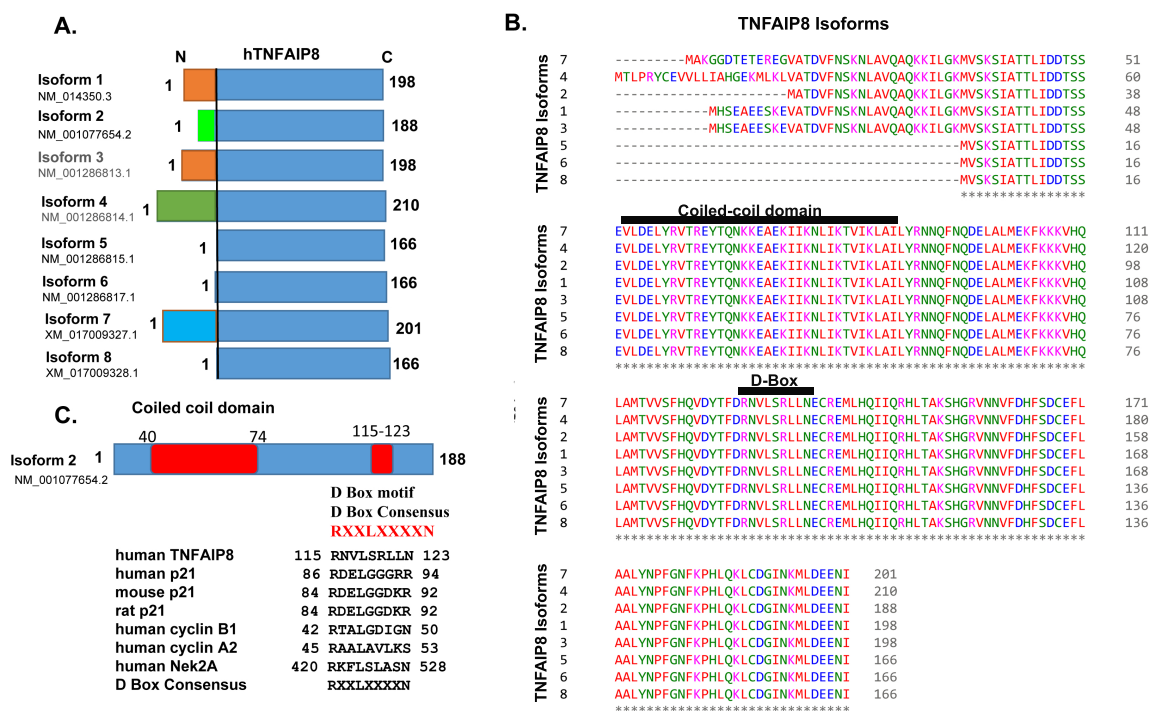 A.
N hTNFAIP8 C
Isoform 1
NM_014350.3
1 198
Isoform 2
NM_001077654.2
1 188
Isoform 3
NM_001286813.1
1 198
Isoform 4
NM_001286814.1
1 210
Isoform 5
NM_001286815.1
1 166
Isoform 6
NM_001286817.1
1 166
Isoform 7
XM_017009327.1
1 201
Isoform 8
XM_017009328.1
1 166
B.
TNFAIP8 Isoforms
TNFAIP8 Isoforms
7 ---------MAKGGDTETEREGVATDVFNSKNLAVQAQKKILGKMVSKSIATTLIDDTSS 51
4 MTLPRYCEVVLLIAHGEKMLKLVATDVFNSKNLAVQAQKKILGKMVSKSIATTLIDDTSS 60
2 ----------------------MATDVFNSKNLAVQAQKKILGKMVSKSIATTLIDDTSS 38
1 ------------MHSEAEESKEVATDVFNSKNLAVQAQKKILGKMVSKSIATTLIDDTSS 48
3 ------------MHSEAEESKEVATDVFNSKNLAVQAQKKILGKMVSKSIATTLIDDTSS 48
5 --------------------------------------------MVSKSIATTLIDDTSS 16
6 --------------------------------------------MVSKSIATTLIDDTSS 16
8 --------------------------------------------MVSKSIATTLIDDTSS 16
****************
Coiled-coil domain
TNFAIP8 Isoforms
7 EVLDELYRVTREYTQNKKEAEKIIKNLIKTVIKLAILYRNNQFNQDELALMEKFKKKVHQ 111
4 EVLDELYRVTREYTQNKKEAEKIIKNLIKTVIKLAILYRNNQFNQDELALMEKFKKKVHQ 120
2 EVLDELYRVTREYTQNKKEAEKIIKNLIKTVIKLAILYRNNQFNQDELALMEKFKKKVHQ 98
1 EVLDELYRVTREYTQNKKEAEKIIKNLIKTVIKLAILYRNNQFNQDELALMEKFKKKVHQ 108
3 EVLDELYRVTREYTQNKKEAEKIIKNLIKTVIKLAILYRNNQFNQDELALMEKFKKKVHQ 108
5 EVLDELYRVTREYTQNKKEAEKIIKNLIKTVIKLAILYRNNQFNQDELALMEKFKKKVHQ 76
6 EVLDELYRVTREYTQNKKEAEKIIKNLIKTVIKLAILYRNNQFNQDELALMEKFKKKVHQ 76
8 EVLDELYRVTREYTQNKKEAEKIIKNLIKTVIKLAILYRNNQFNQDELALMEKFKKKVHQ 76
************************************************************
D-Box
TNFAIP8 Isoforms
7 LAMTVVSFHQVDYTFDRNVLSRLLNECREMLHQIIQRHLTAKSHGRVNNVFDHFSDCEFL 171
4 LAMTVVSFHQVDYTFDRNVLSRLLNECREMLHQIIQRHLTAKSHGRVNNVFDHFSDCEFL 180
2 LAMTVVSFHQVDYTFDRNVLSRLLNECREMLHQIIQRHLTAKSHGRVNNVFDHFSDCEFL 158
1 LAMTVVSFHQVDYTFDRNVLSRLLNECREMLHQIIQRHLTAKSHGRVNNVFDHFSDCEFL 168
3 LAMTVVSFHQVDYTFDRNVLSRLLNECREMLHQIIQRHLTAKSHGRVNNVFDHFSDCEFL 168
5 LAMTVVSFHQVDYTFDRNVLSRLLNECREMLHQIIQRHLTAKSHGRVNNVFDHFSDCEFL 136
6 LAMTVVSFHQVDYTFDRNVLSRLLNECREMLHQIIQRHLTAKSHGRVNNVFDHFSDCEFL 136
8 LAMTVVSFHQVDYTFDRNVLSRLLNECREMLHQIIQRHLTAKSHGRVNNVFDHFSDCEFL 136
************************************************************
TNFAIP8 Isoforms
7 AALYNPFGNFKPHLQKLCDGINKMLDEENI 201
4 AALYNPFGNFKPHLQKLCDGINKMLDEENI 210
2 AALYNPFGNFKPHLQKLCDGINKMLDEENI 188
1 AALYNPFGNFKPHLQKLCDGINKMLDEENI 198
3 AALYNPFGNFKPHLQKLCDGINKMLDEENI 198
5 AALYNPFGNFKPHLQKLCDGINKMLDEENI 166
6 AALYNPFGNFKPHLQKLCDGINKMLDEENI 166
8 AALYNPFGNFKPHLQKLCDGINKMLDEENI 166
******************************
C.
Coiled coil domain
40 74 115-123
Isoform 2 1 188
NM_001077654.2
D Box motif
D Box Consensus
RXXLXXXXN
human TNFAIP8 115 RNVLSRLLN 123
human p21 86 RDELGGGRR 94
mouse p21 84 RDELGGDKR 92
rat p21 84 RDELGGDKR 92
human cyclin B1 42 RTALGDIGN 50
human cyclin A2 45 RAALAVLKS 53
human Nek2A 420 RKFLSLASN 528
D Box Consensus RXXLXXXXN